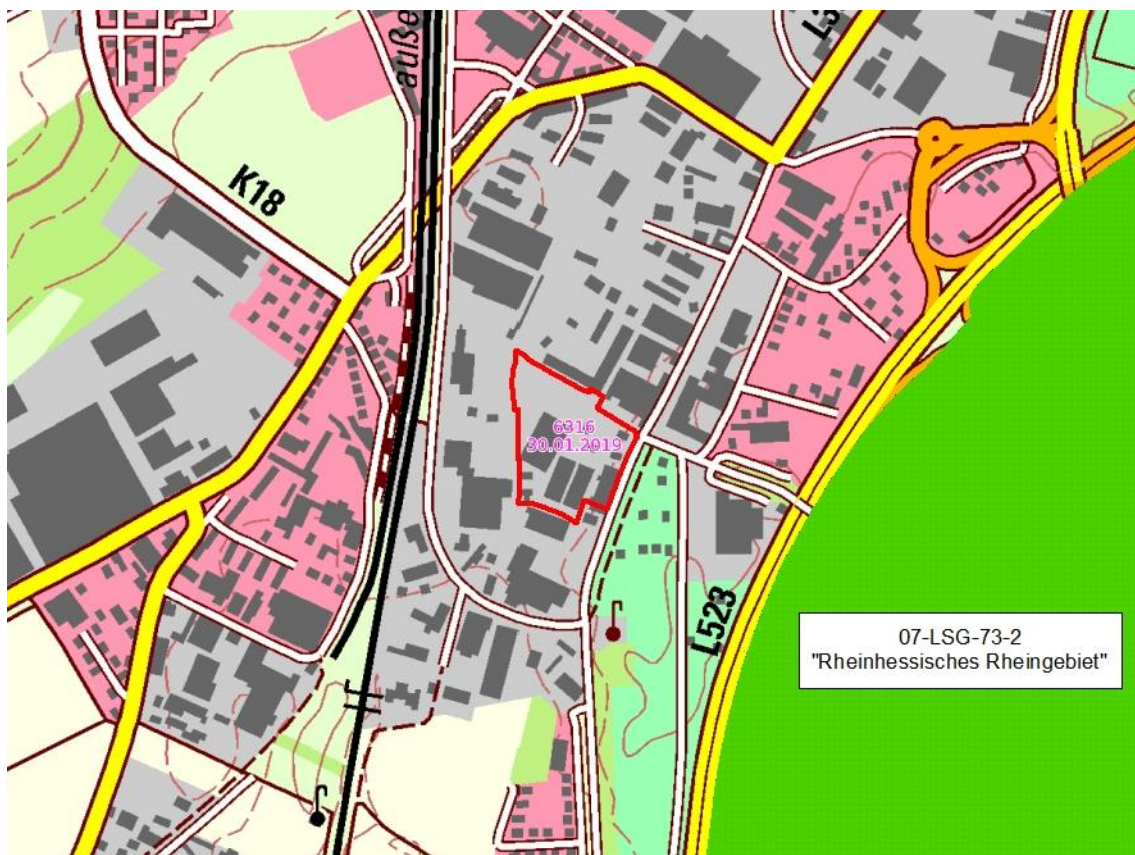 K18
6316
30.01.2019
L523
07-LSG-73-2
"Rheinhessisches Rheingebiet"